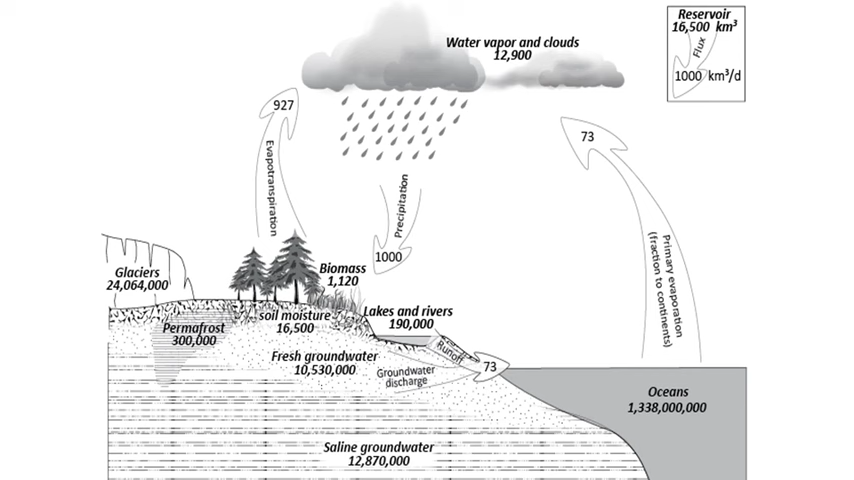 Reservoir
16,500 km³
Flux
1000 km³/d
Water vapor and clouds
12,900
927
Evapotranspiration
Precipitation
1000
73
Primary evaporation
(fraction to continents)
Glaciers
24,064,000
Biomass
1,120
Permafrost
300,000
soil moisture
16,500
Lakes and rivers
190,000
Runoff
Fresh groundwater
10,530,000
Groundwater
discharge
73
Oceans
1,338,000,000
Saline groundwater
12,870,000